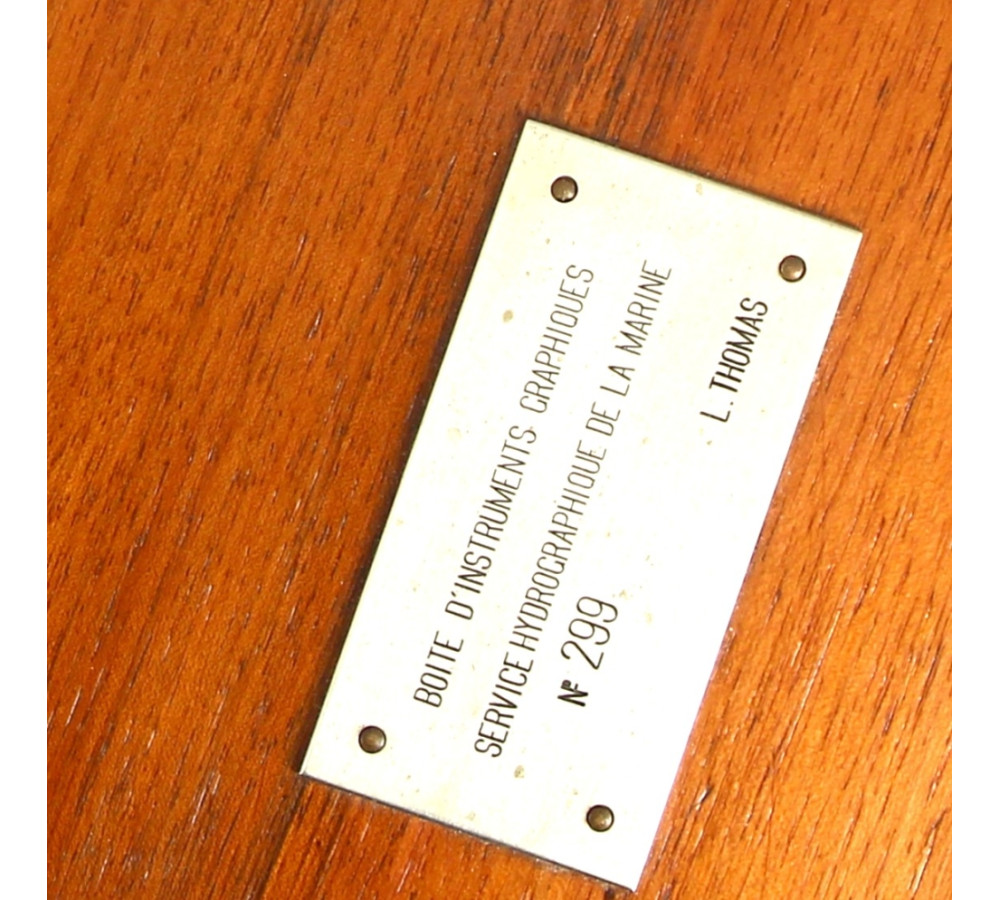 BOITE D'INSTRUMENTS GRAPHIQUES
SERVICE HYDROGRAPHIQUE DE LA MARINE
Nº 299
L. THOMAS